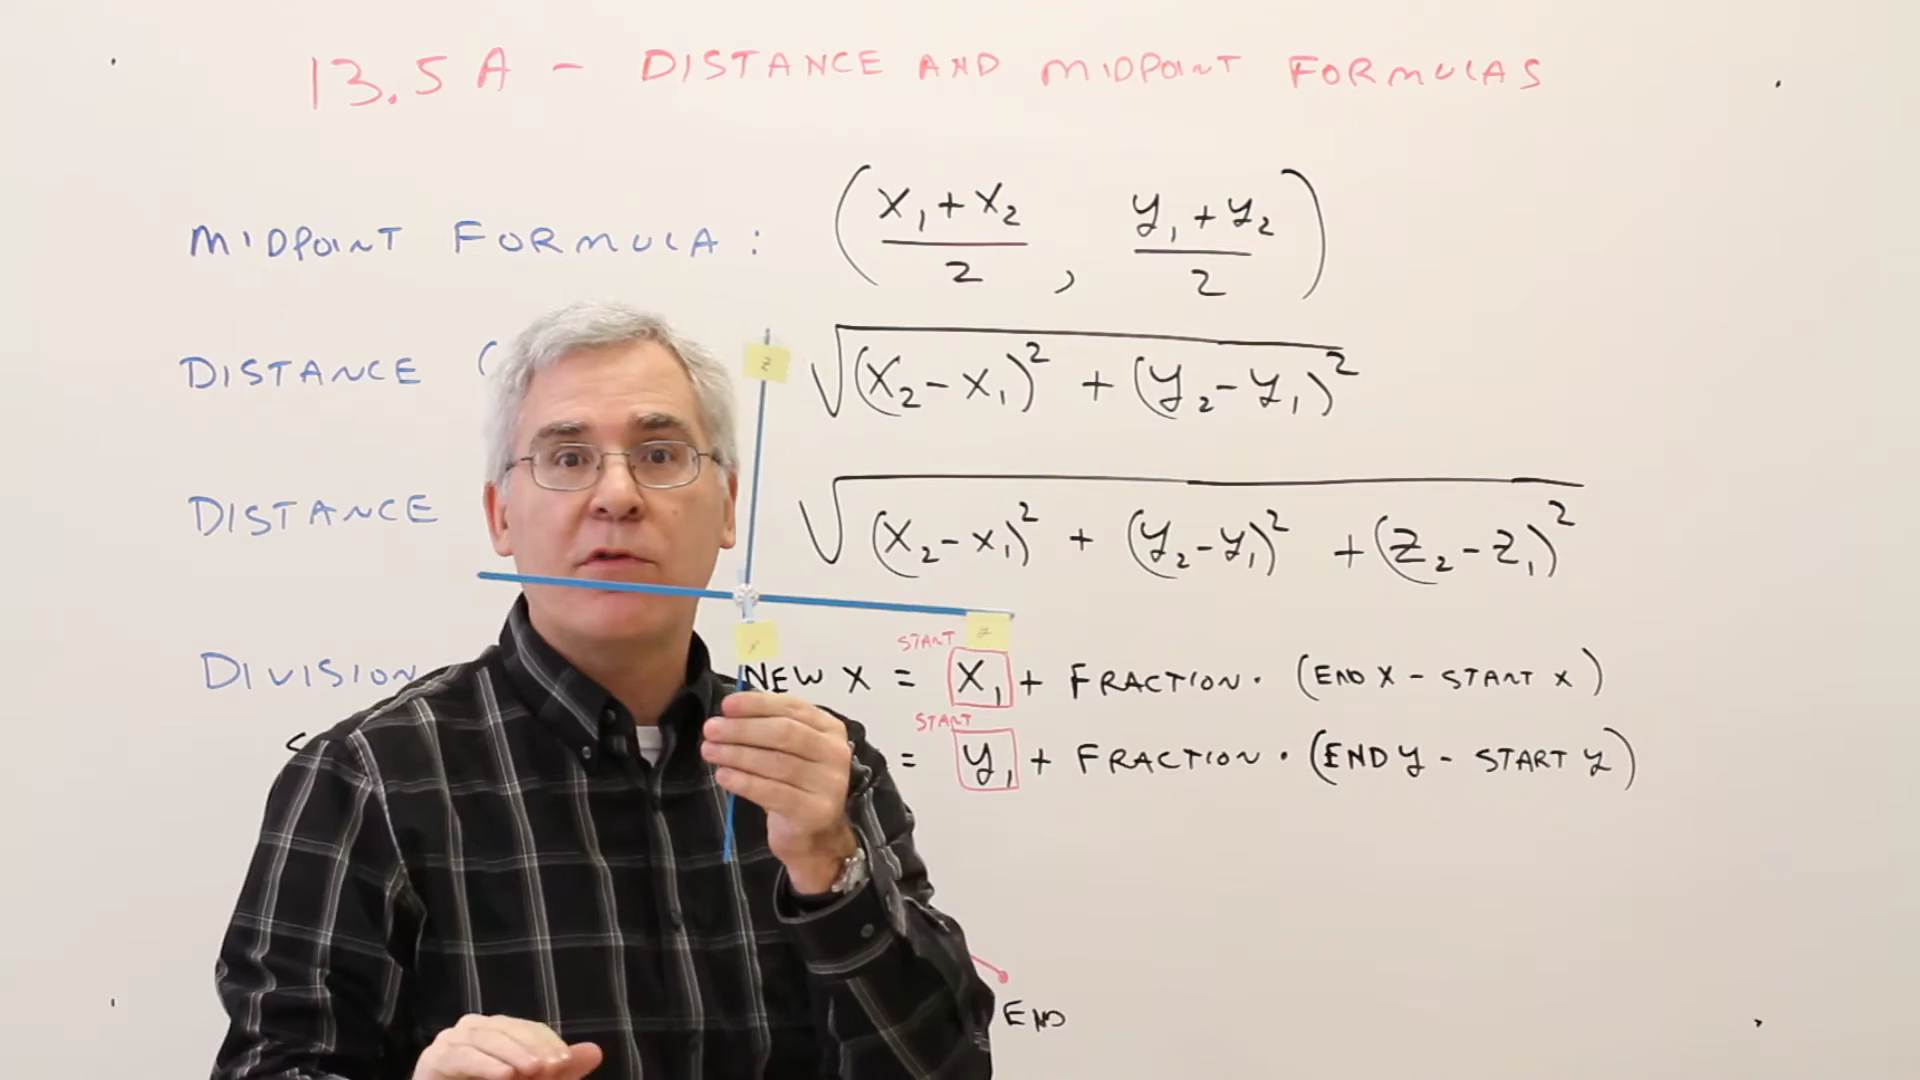 13.5A - DISTANCE AND MIDPOINT FORMULAS
MIDPOINT FORMULA: ( (x₁+x₂)/2 , (y₁+y₂)/2 )
DISTANCE ( √((x₂-x₁)² + (y₂-y₁)²)
z
DISTANCE √((x₂-x₁)² + (y₂-y₁)² + (z₂-z₁)²)
START
DIVISION NEW X = x₁ + FRACTION · (END X - START X)
START
= y₁ + FRACTION · (END Y - START Y)
END